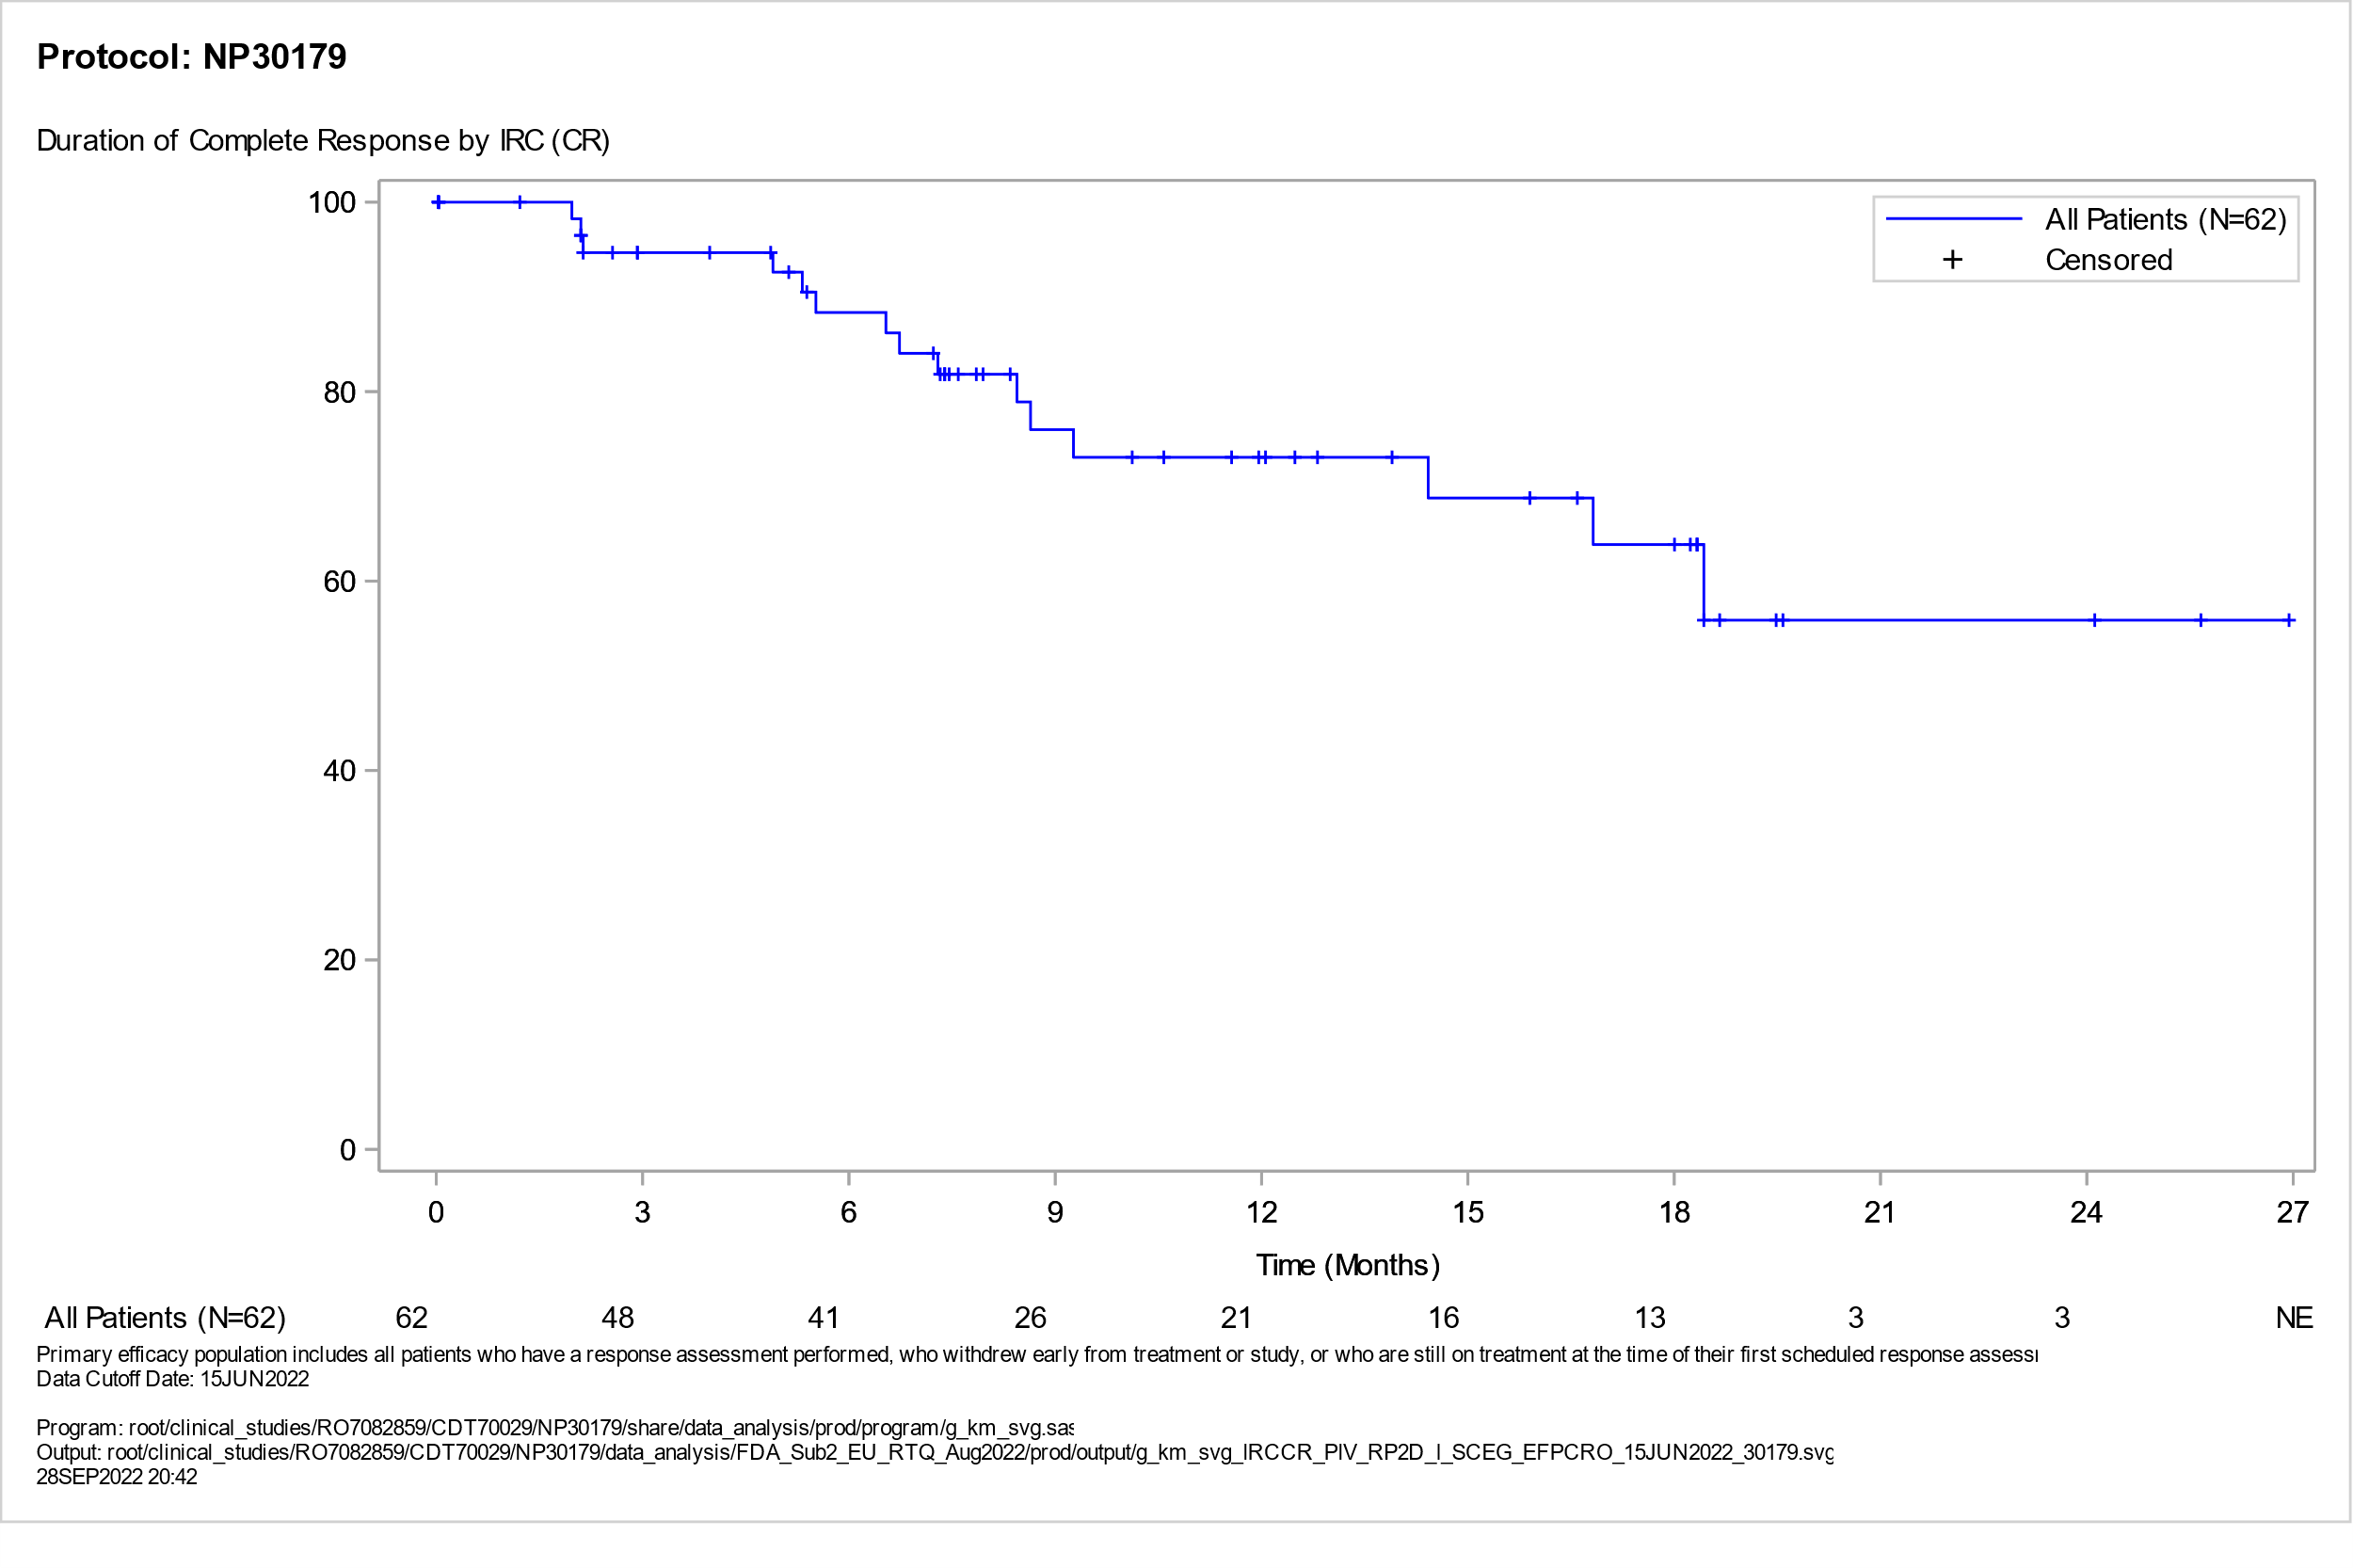 Protocol: NP30179
Duration of Complete Response by IRC (CR)
100
80
60
40
20
0
All Patients (N=62)
+ Censored
0 3 6 9 12 15 18 21 24 27
Time (Months)
All Patients (N=62) 62 48 41 26 21 16 13 3 3 NE
Primary efficacy population includes all patients who have a response assessment performed, who withdrew early from treatment or study, or who are still on treatment at the time of their first scheduled response
Data Cutoff Date: 15JUN2022
Program: root/clinical_studies/RO7082859/CDT70029/NP30179/share/data_analysis/prod/program/g_km_svg.sas
Output: root/clinical_studies/RO7082859/CDT70029/NP30179/data_analysis/FDA_Sub2_EU_RTQ_Aug2022/prod/output/g_km_svg_IRCCR_PIV_RP2D_I_SCEG_EFPCRO_15JUN2022_30179.svg
28SEP2022 20:42